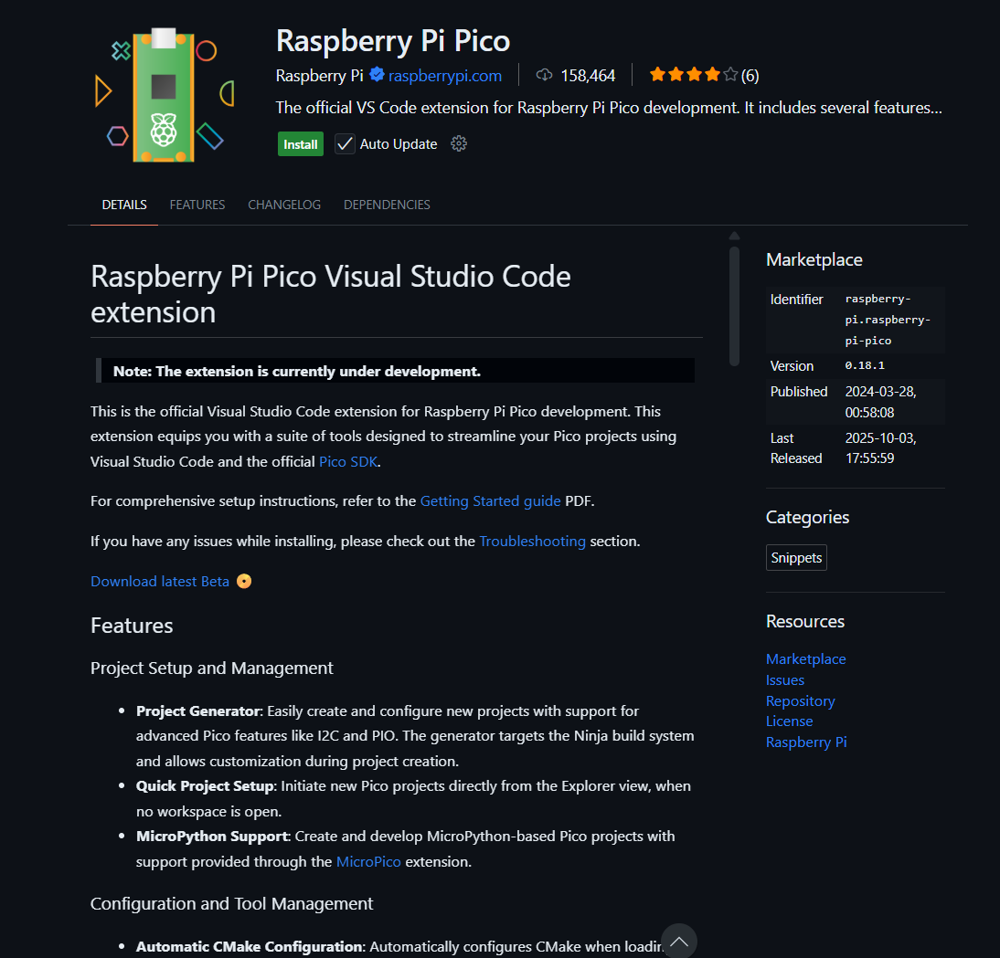 Raspberry Pi Pico
Raspberry Pi raspberrypi.com 158,464 (6)
The official VS Code extension for Raspberry Pi Pico development. It includes several features...
Install Auto Update
DETAILS FEATURES CHANGELOG DEPENDENCIES
Raspberry Pi Pico Visual Studio Code
extension
Note: The extension is currently under development.
This is the official Visual Studio Code extension for Raspberry Pi Pico development. This
extension equips you with a suite of tools designed to streamline your Pico projects using
Visual Studio Code and the official Pico SDK.
For comprehensive setup instructions, refer to the Getting Started guide PDF.
If you have any issues while installing, please check out the Troubleshooting section.
Download latest Beta
Features
Project Setup and Management
• Project Generator: Easily create and configure new projects with support for
advanced Pico features like I2C and PIO. The generator targets the Ninja build system
and allows customization during project creation.
• Quick Project Setup: Initiate new Pico projects directly from the Explorer view, when
no workspace is open.
• MicroPython Support: Create and develop MicroPython-based Pico projects with
support provided through the MicroPico extension.
Configuration and Tool Management
• Automatic CMake Configuration: Automatically configures CMake when loadin
Marketplace
Identifier raspberry-
pi.raspberry-
pi-pico
Version 0.18.1
Published 2024-03-28,
00:58:08
Last 2025-10-03,
Released 17:55:59
Categories
Snippets
Resources
Marketplace
Issues
Repository
License
Raspberry Pi